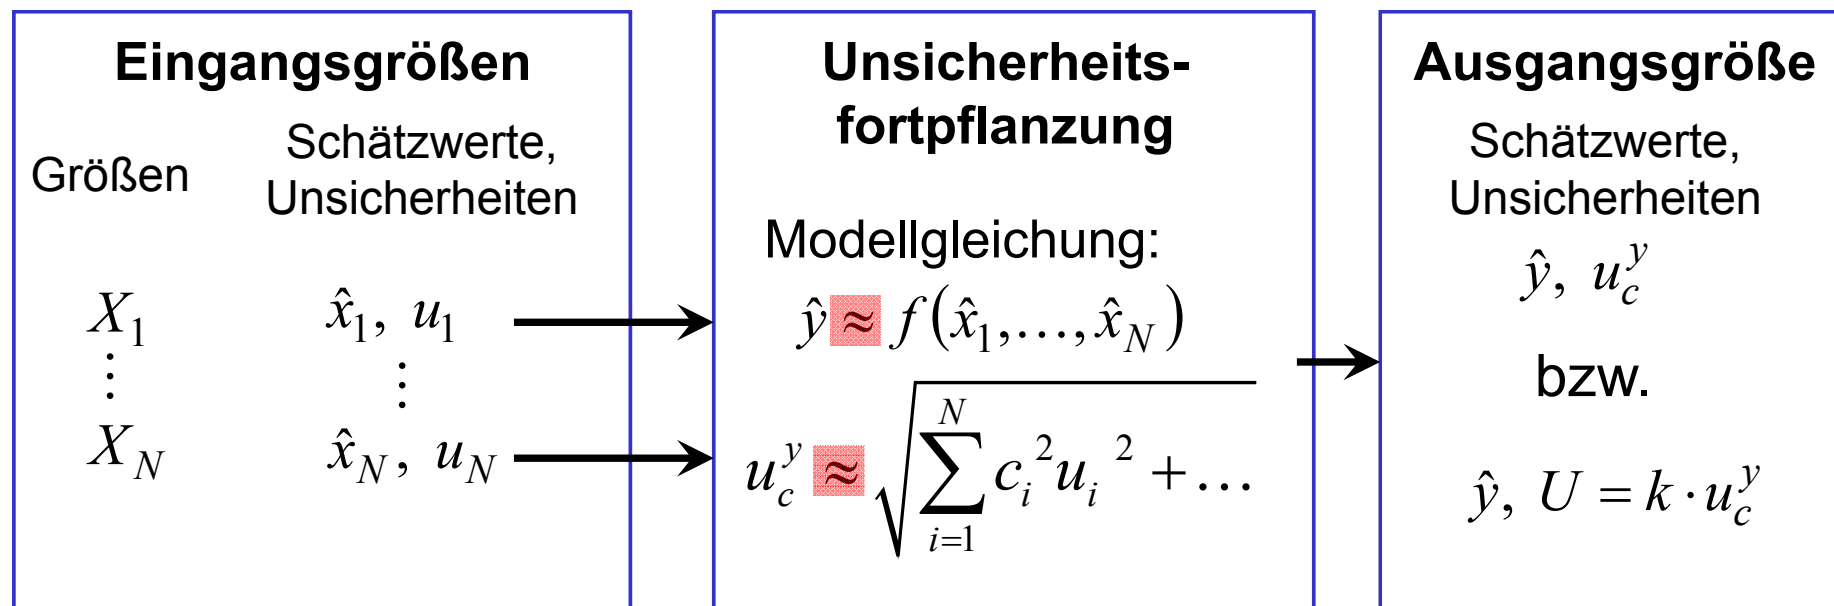 Eingangsgrößen
Größen
Schätzwerte,
Unsicherheiten
X₁
x̂₁, u₁
⋮
⋮
X_N
x̂_N, u_N
Unsicherheits-
fortpflanzung
Modellgleichung:
ŷ ≈ f(x̂₁,…,x̂_N)
u_c^y ≈ √(∑_{i=1}^{N} c_i² u_i² + …)
Ausgangsgröße
Schätzwerte,
Unsicherheiten
ŷ, u_c^y
bzw.
ŷ, U = k · u_c^y